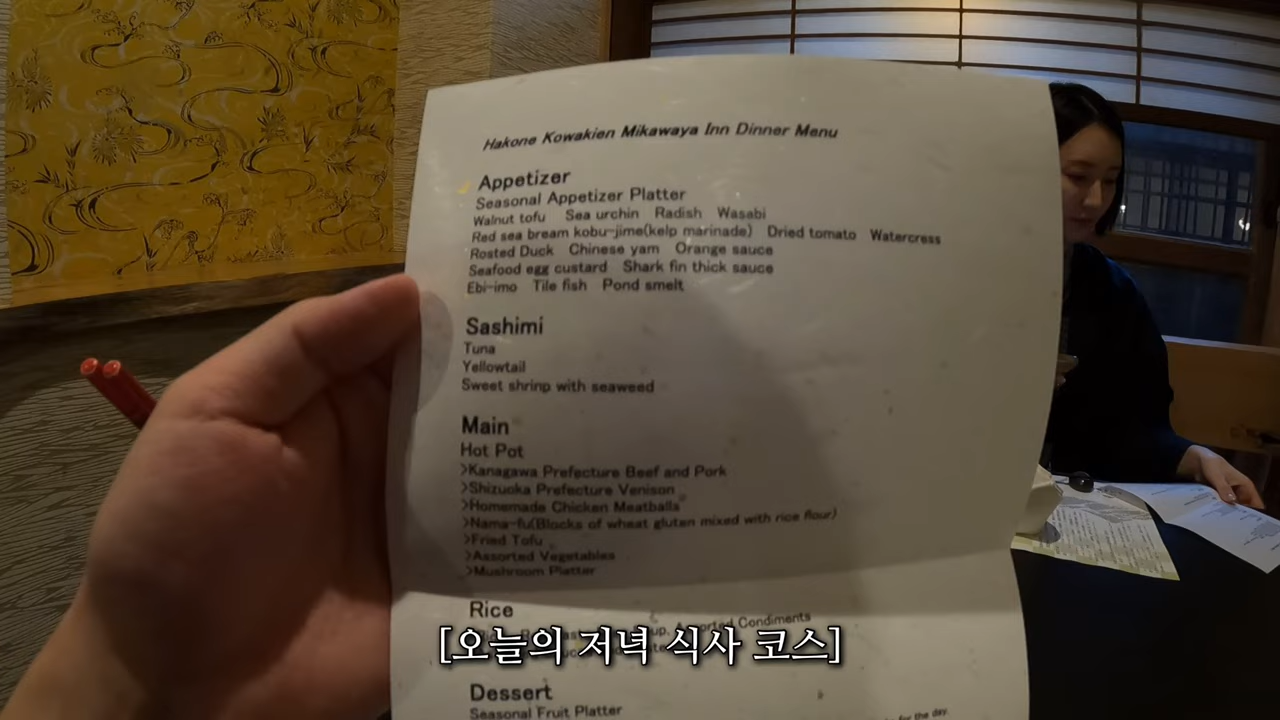 Hakone Kowakien Mikawaya Inn Dinner Menu
Appetizer
Seasonal Appetizer Platter
Walnut tofu Sea urchin Radish Wasabi
Red sea bream kobu-jime(kelp marinade) Dried tomato Watercress
Rosted Duck Chinese yam Orange sauce
Seafood egg custard Shark fin thick sauce
Ebi-imo Tile fish Pond smelt
Sashimi
Tuna
Yellowtail
Sweet shrinp with seaweed
Main
Hot Pot
>Kanagawa Prefecture Beef and Pork
>Shizuoka Prefecture Venison
>Homemade Chicken Meatballs
>Nama-fu(Blocks of wheat gluten mixed with rice flour)
>Fried Tofu
>Assorted Vegetables
>Mushroom Platter
Rice
Assorted Condiments
[오늘의 저녁 식사 코스]
Dessert
Seasonal Fruit Platter
for the day.